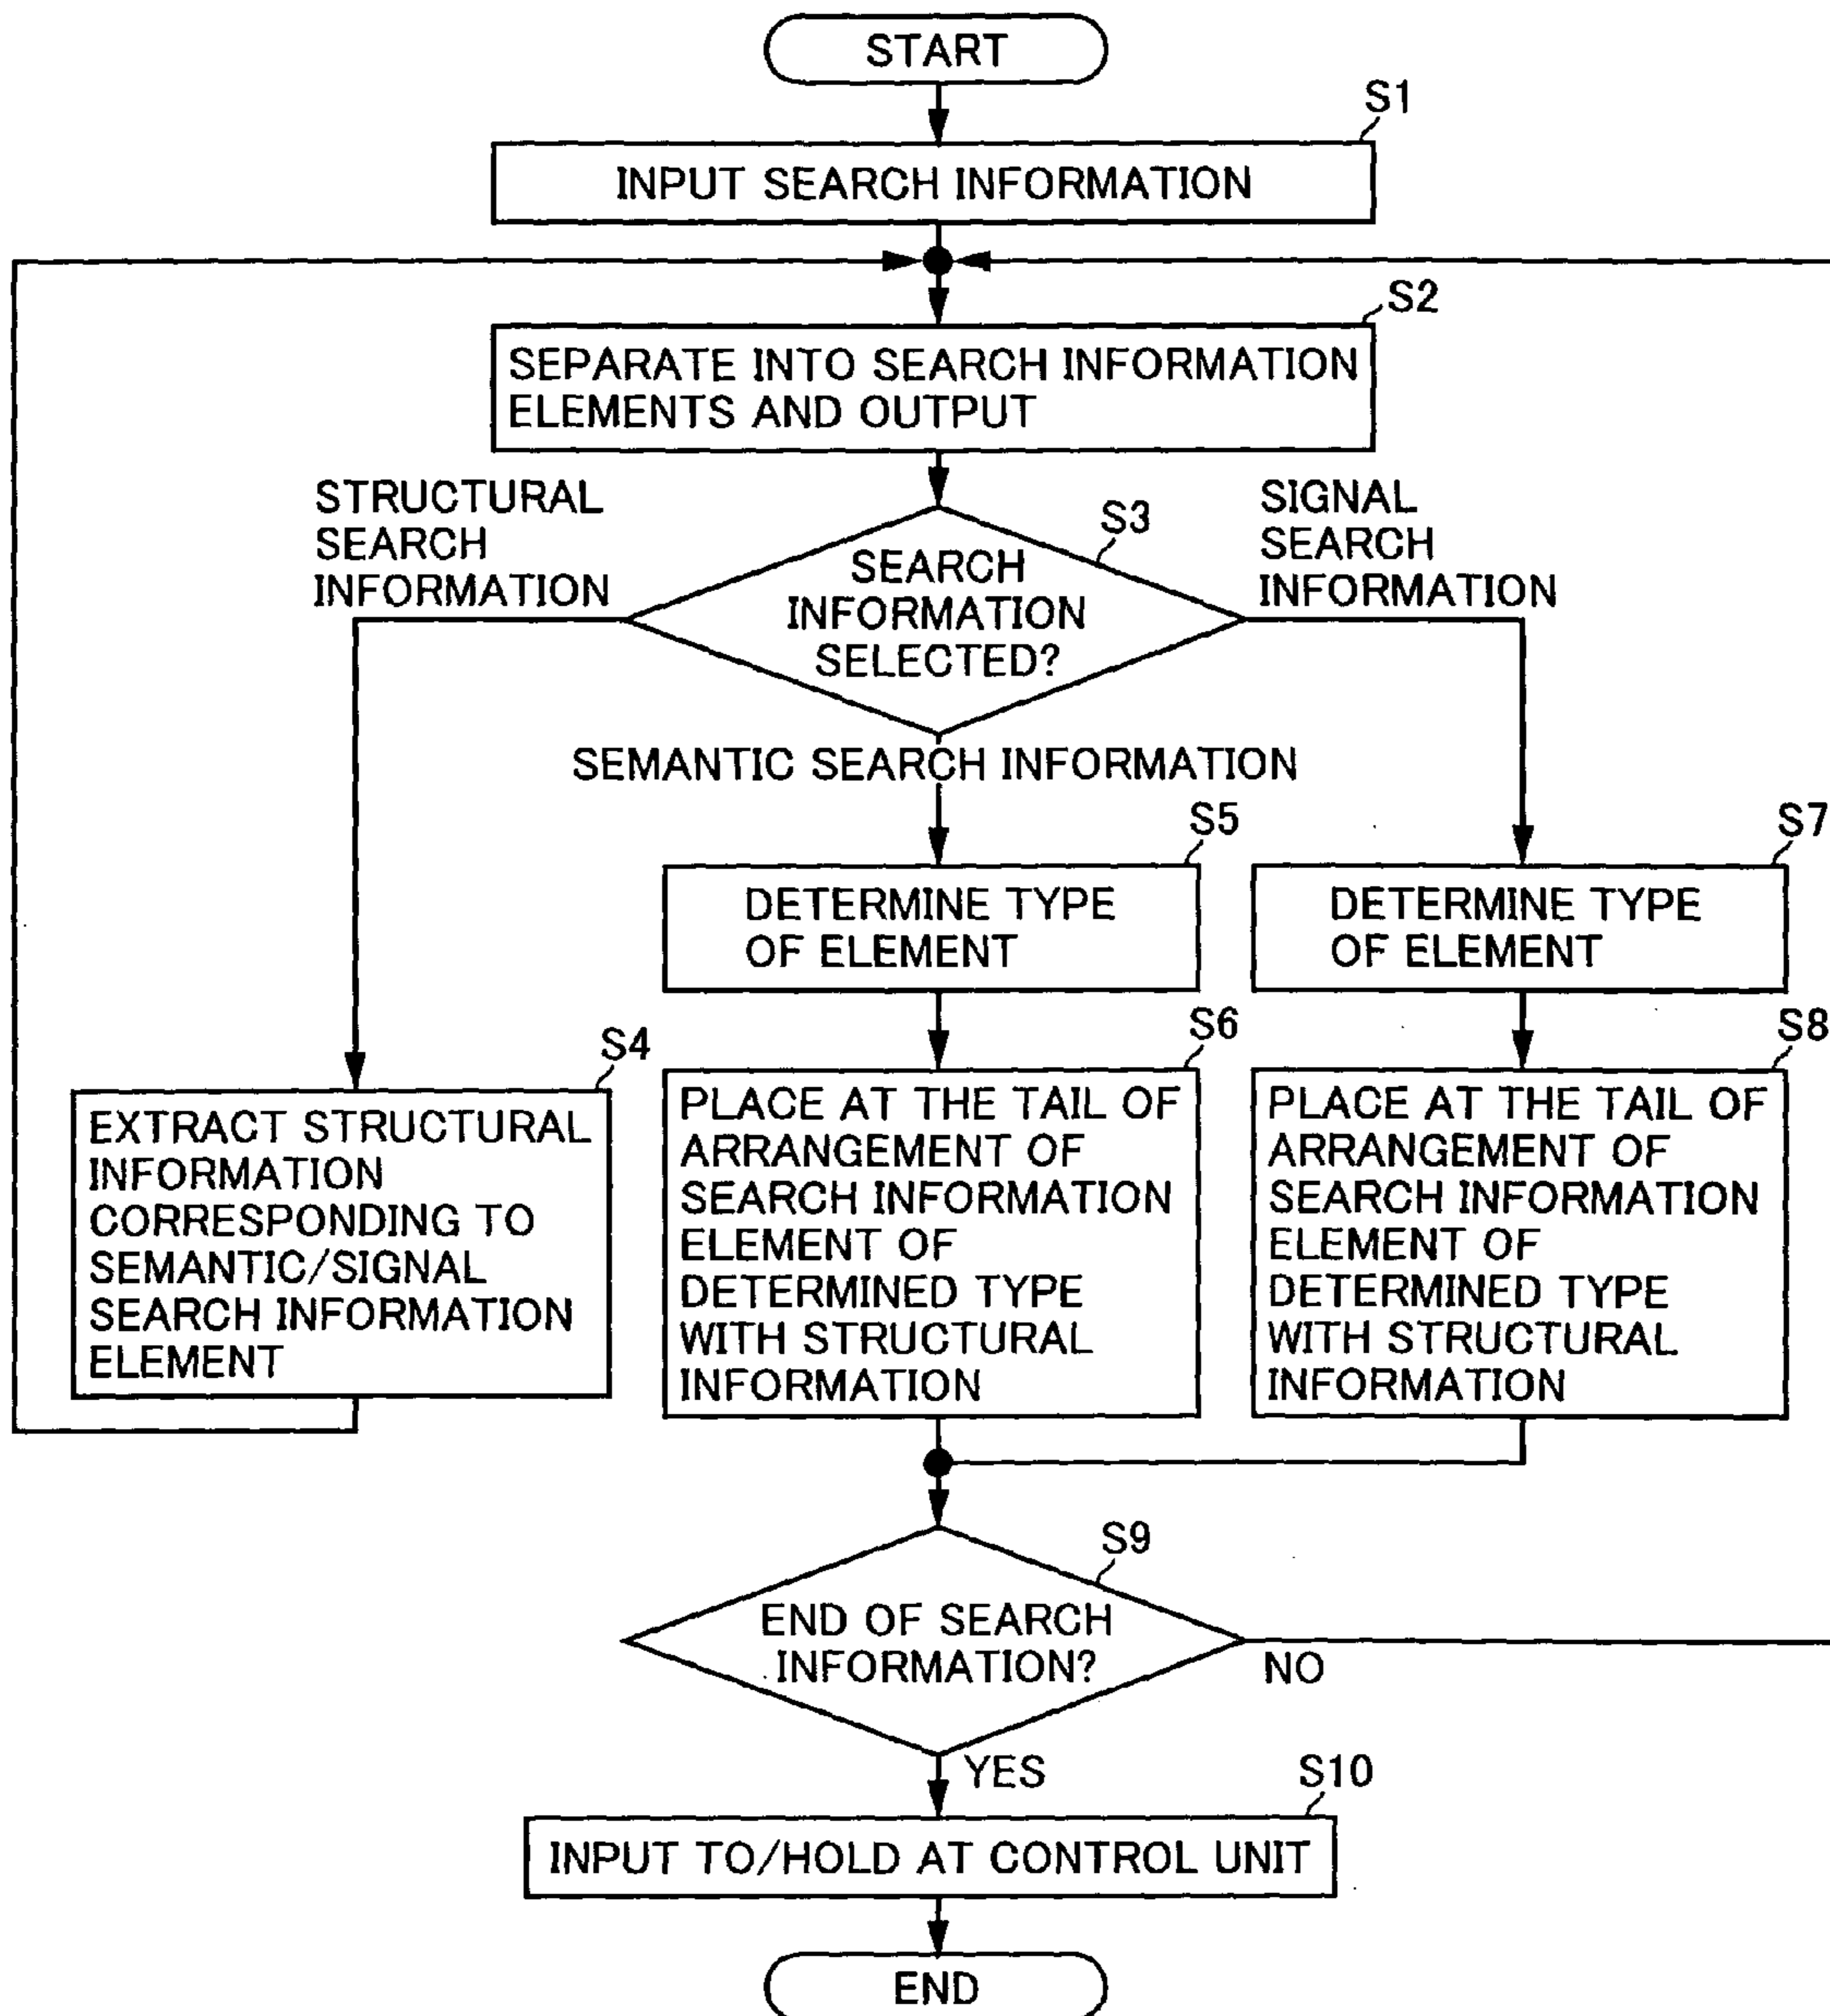 START
S1
INPUT SEARCH INFORMATION
S2
SEPARATE INTO SEARCH INFORMATION
ELEMENTS AND OUTPUT
STRUCTURAL
SEARCH
INFORMATION
S3
SEARCH
INFORMATION
SELECTED?
SIGNAL
SEARCH
INFORMATION
SEMANTIC SEARCH INFORMATION
S5
DETERMINE TYPE
OF ELEMENT
S7
DETERMINE TYPE
OF ELEMENT
S4
EXTRACT STRUCTURAL
INFORMATION
CORRESPONDING TO
SEMANTIC/SIGNAL
SEARCH INFORMATION
ELEMENT
S6
PLACE AT THE TAIL OF
ARRANGEMENT OF
SEARCH INFORMATION
ELEMENT OF
DETERMINED TYPE
WITH STRUCTURAL
INFORMATION
S8
PLACE AT THE TAIL OF
ARRANGEMENT OF
SEARCH INFORMATION
ELEMENT OF
DETERMINED TYPE
WITH STRUCTURAL
INFORMATION
S9
END OF SEARCH
INFORMATION?
NO
YES
S10
INPUT TO/HOLD AT CONTROL UNIT
END